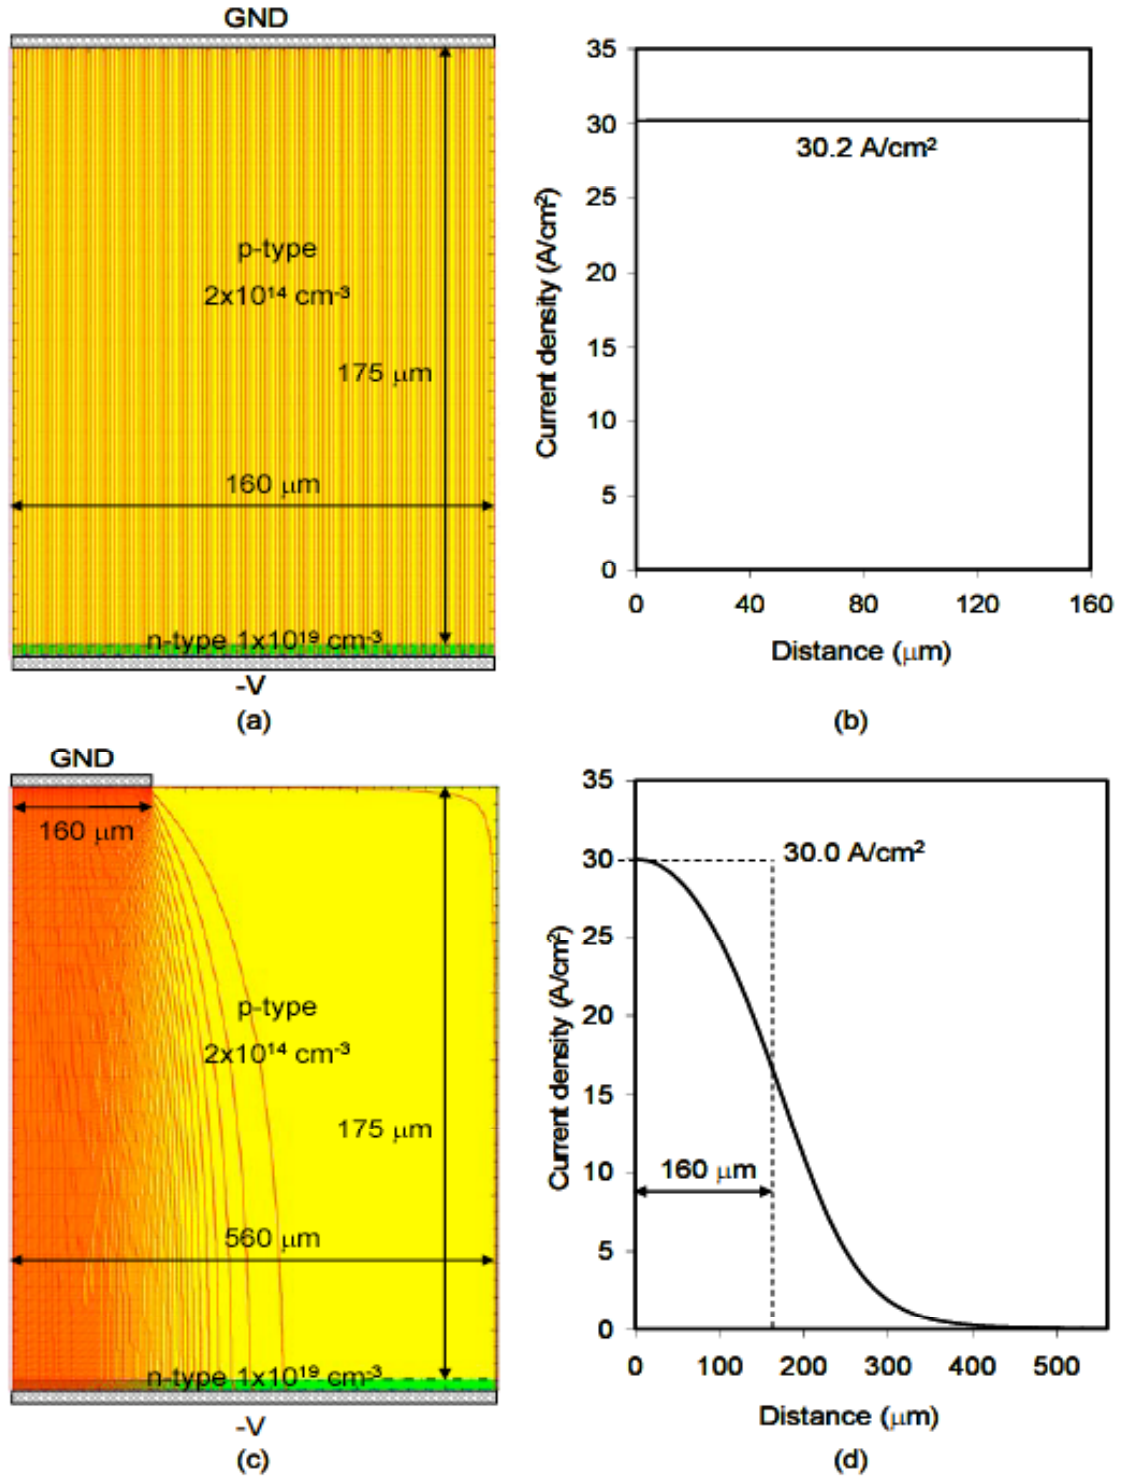 GND
p-type
2x10¹⁴ cm⁻³
175 μm
160 μm
n-type 1x10¹⁹ cm⁻³
-V
(a)
35
30
25
20
15
10
5
0
30.2 A/cm²
Current density (A/cm²)
0 40 80 120 160
Distance (μm)
(b)
GND
160 μm
p-type
2x10¹⁴ cm⁻³
175 μm
560 μm
n-type 1x10¹⁹ cm⁻³
-V
(c)
35
30
25
20
15
10
5
0
30.0 A/cm²
160 μm
Current density (A/cm²)
0 100 200 300 400 500
Distance (μm)
(d)